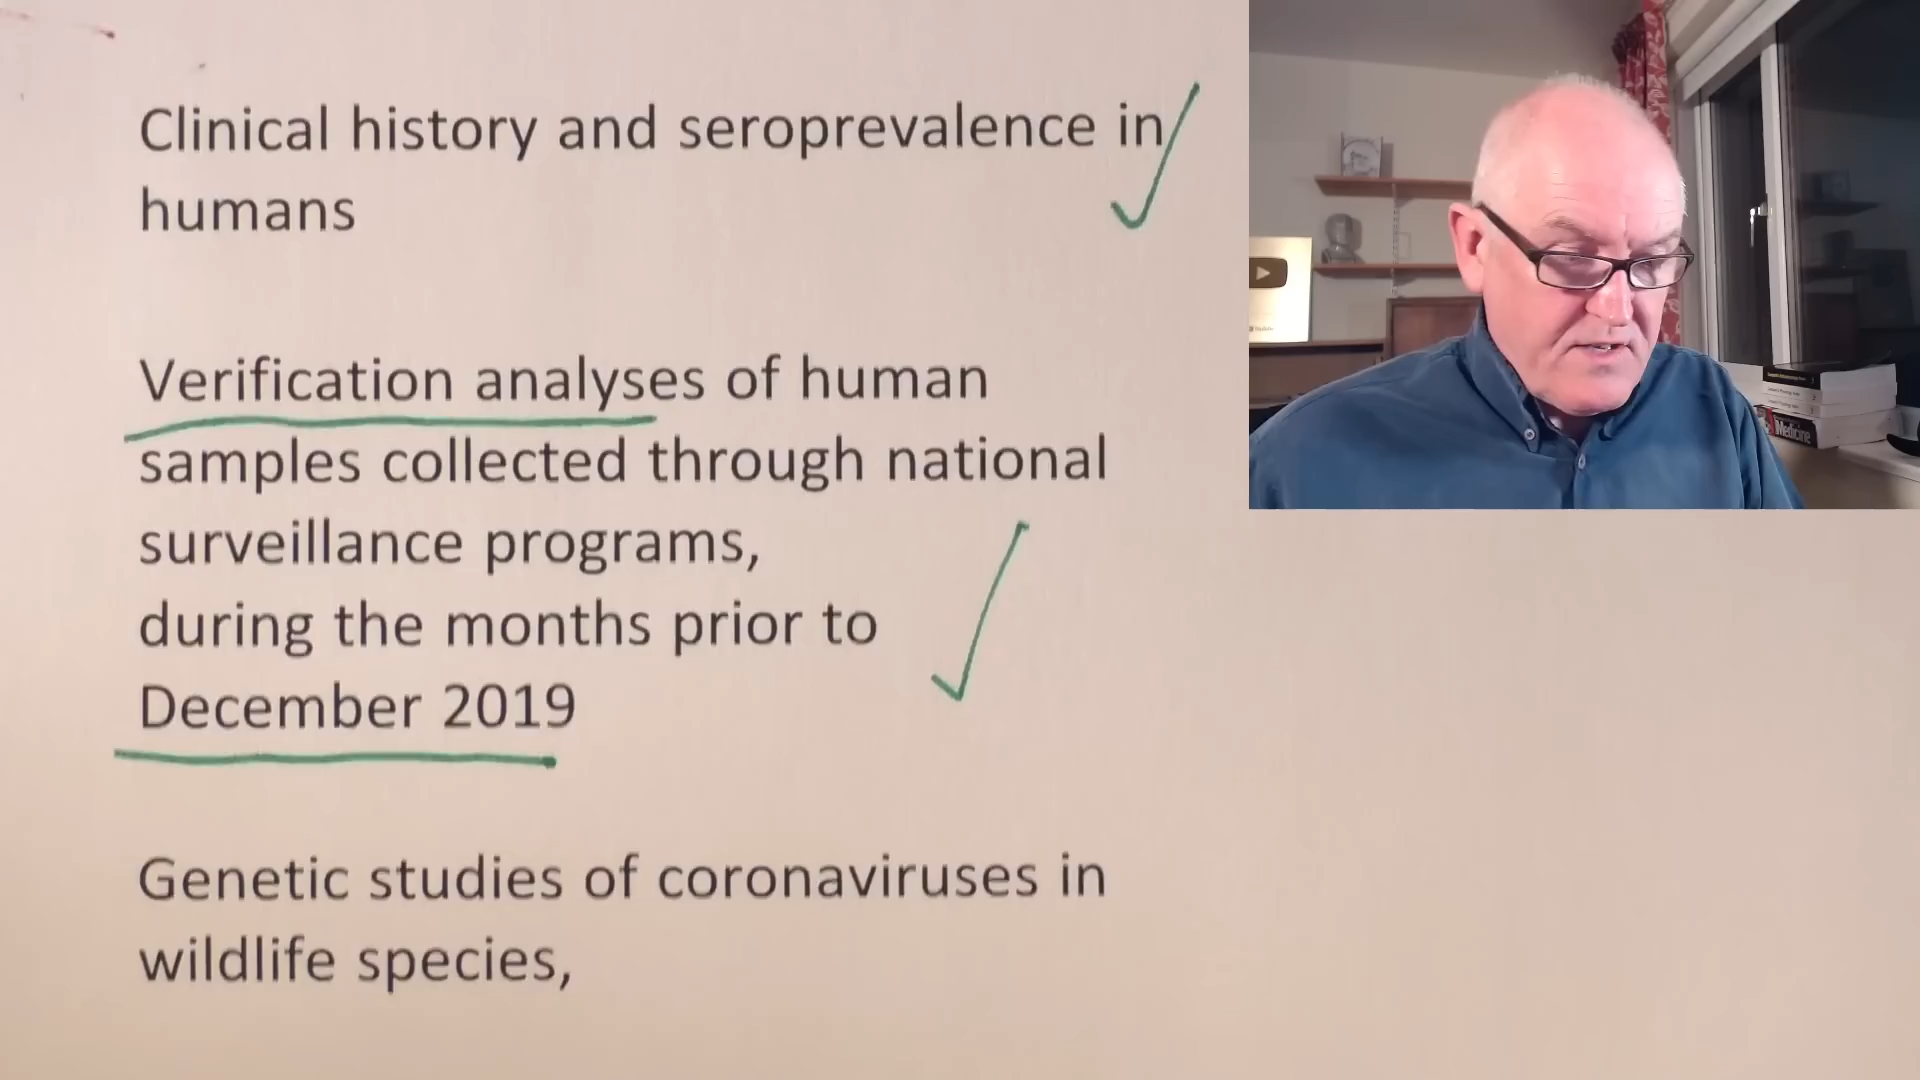 Clinical history and seroprevalence in
humans
Verification analyses of human
samples collected through national
surveillance programs,
during the months prior to
December 2019
Genetic studies of coronaviruses in
wildlife species,
Medicine